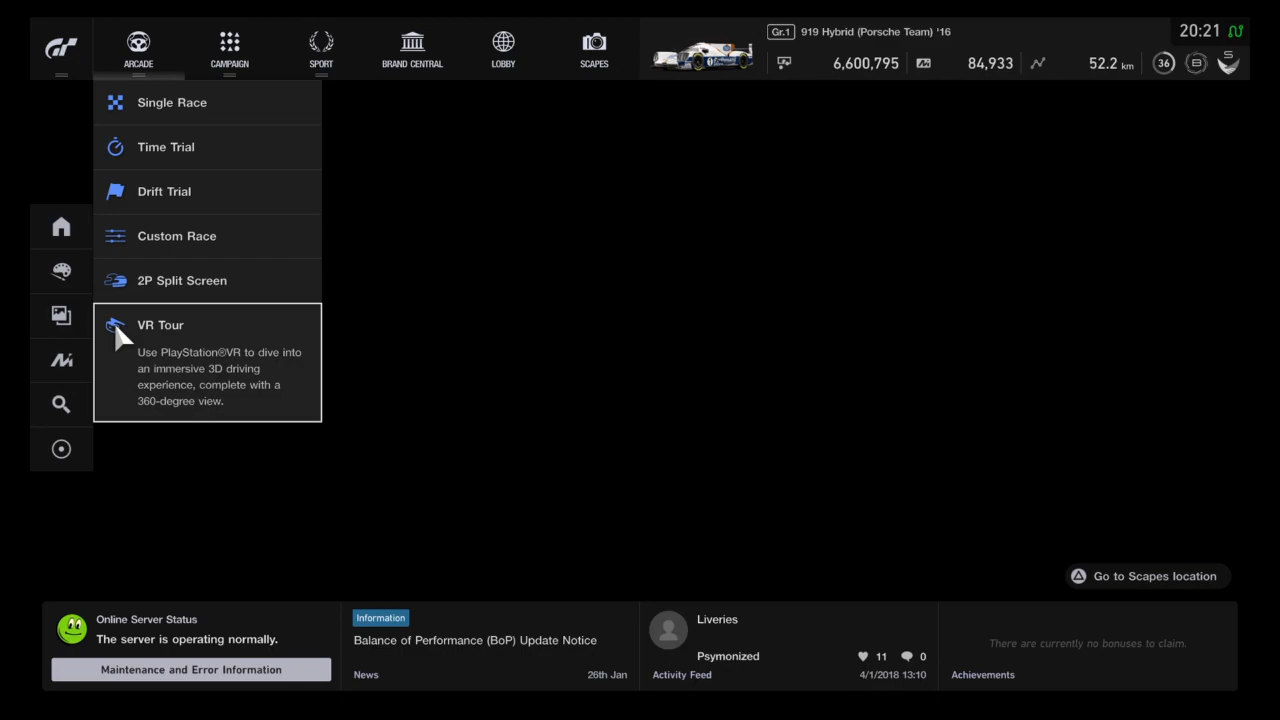 ARCADE
CAMPAIGN
SPORT
BRAND CENTRAL
LOBBY
SCAPES
Gr.1 919 Hybrid (Porsche Team) '16
6,600,795 84,933 52.2 km 36 B S
20:21
Single Race
Time Trial
Drift Trial
Custom Race
2P Split Screen
VR Tour
Use PlayStation®VR to dive into
an immersive 3D driving
experience, complete with a
360-degree view.
Go to Scapes location
Online Server Status
The server is operating normally.
Maintenance and Error Information
Information
Balance of Performance (BoP) Update Notice
News 26th Jan
Liveries
Psymonized 11 0
Activity Feed 4/1/2018 13:10
There are currently no bonuses to claim.
Achievements